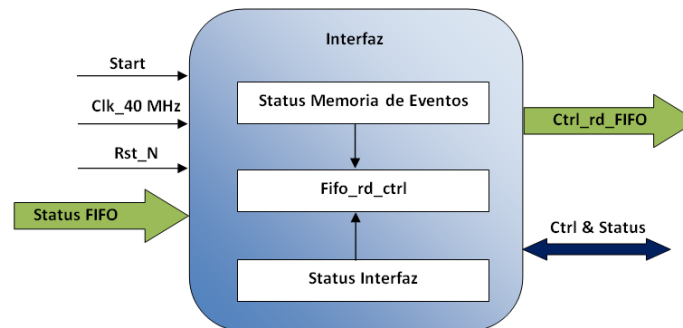 Interfaz
Start
Clk_40 MHz
Rst_N
Status FIFO
Status Memoria de Eventos
Fifo_rd_ctrl
Status Interfaz
Ctrl_rd_FIFO
Ctrl & Status